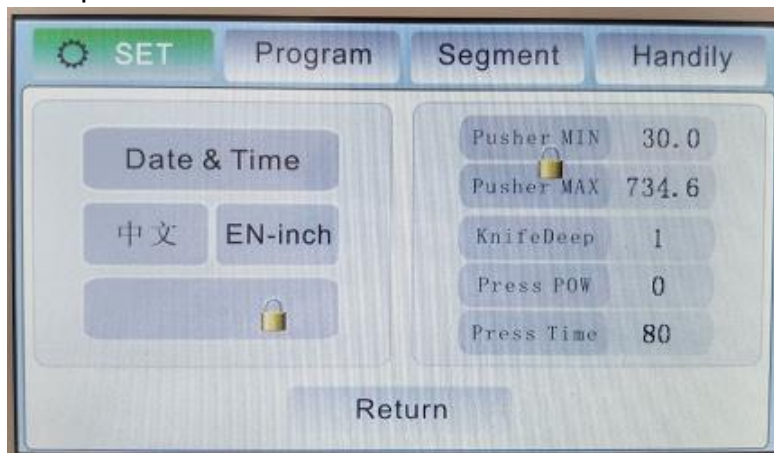 SET Program Segment Handily
Date & Time
中文 EN-inch
Pusher MIN 30.0
Pusher MAX 734.6
KnifeDeep 1
Press POW 0
Press Time 80
Return